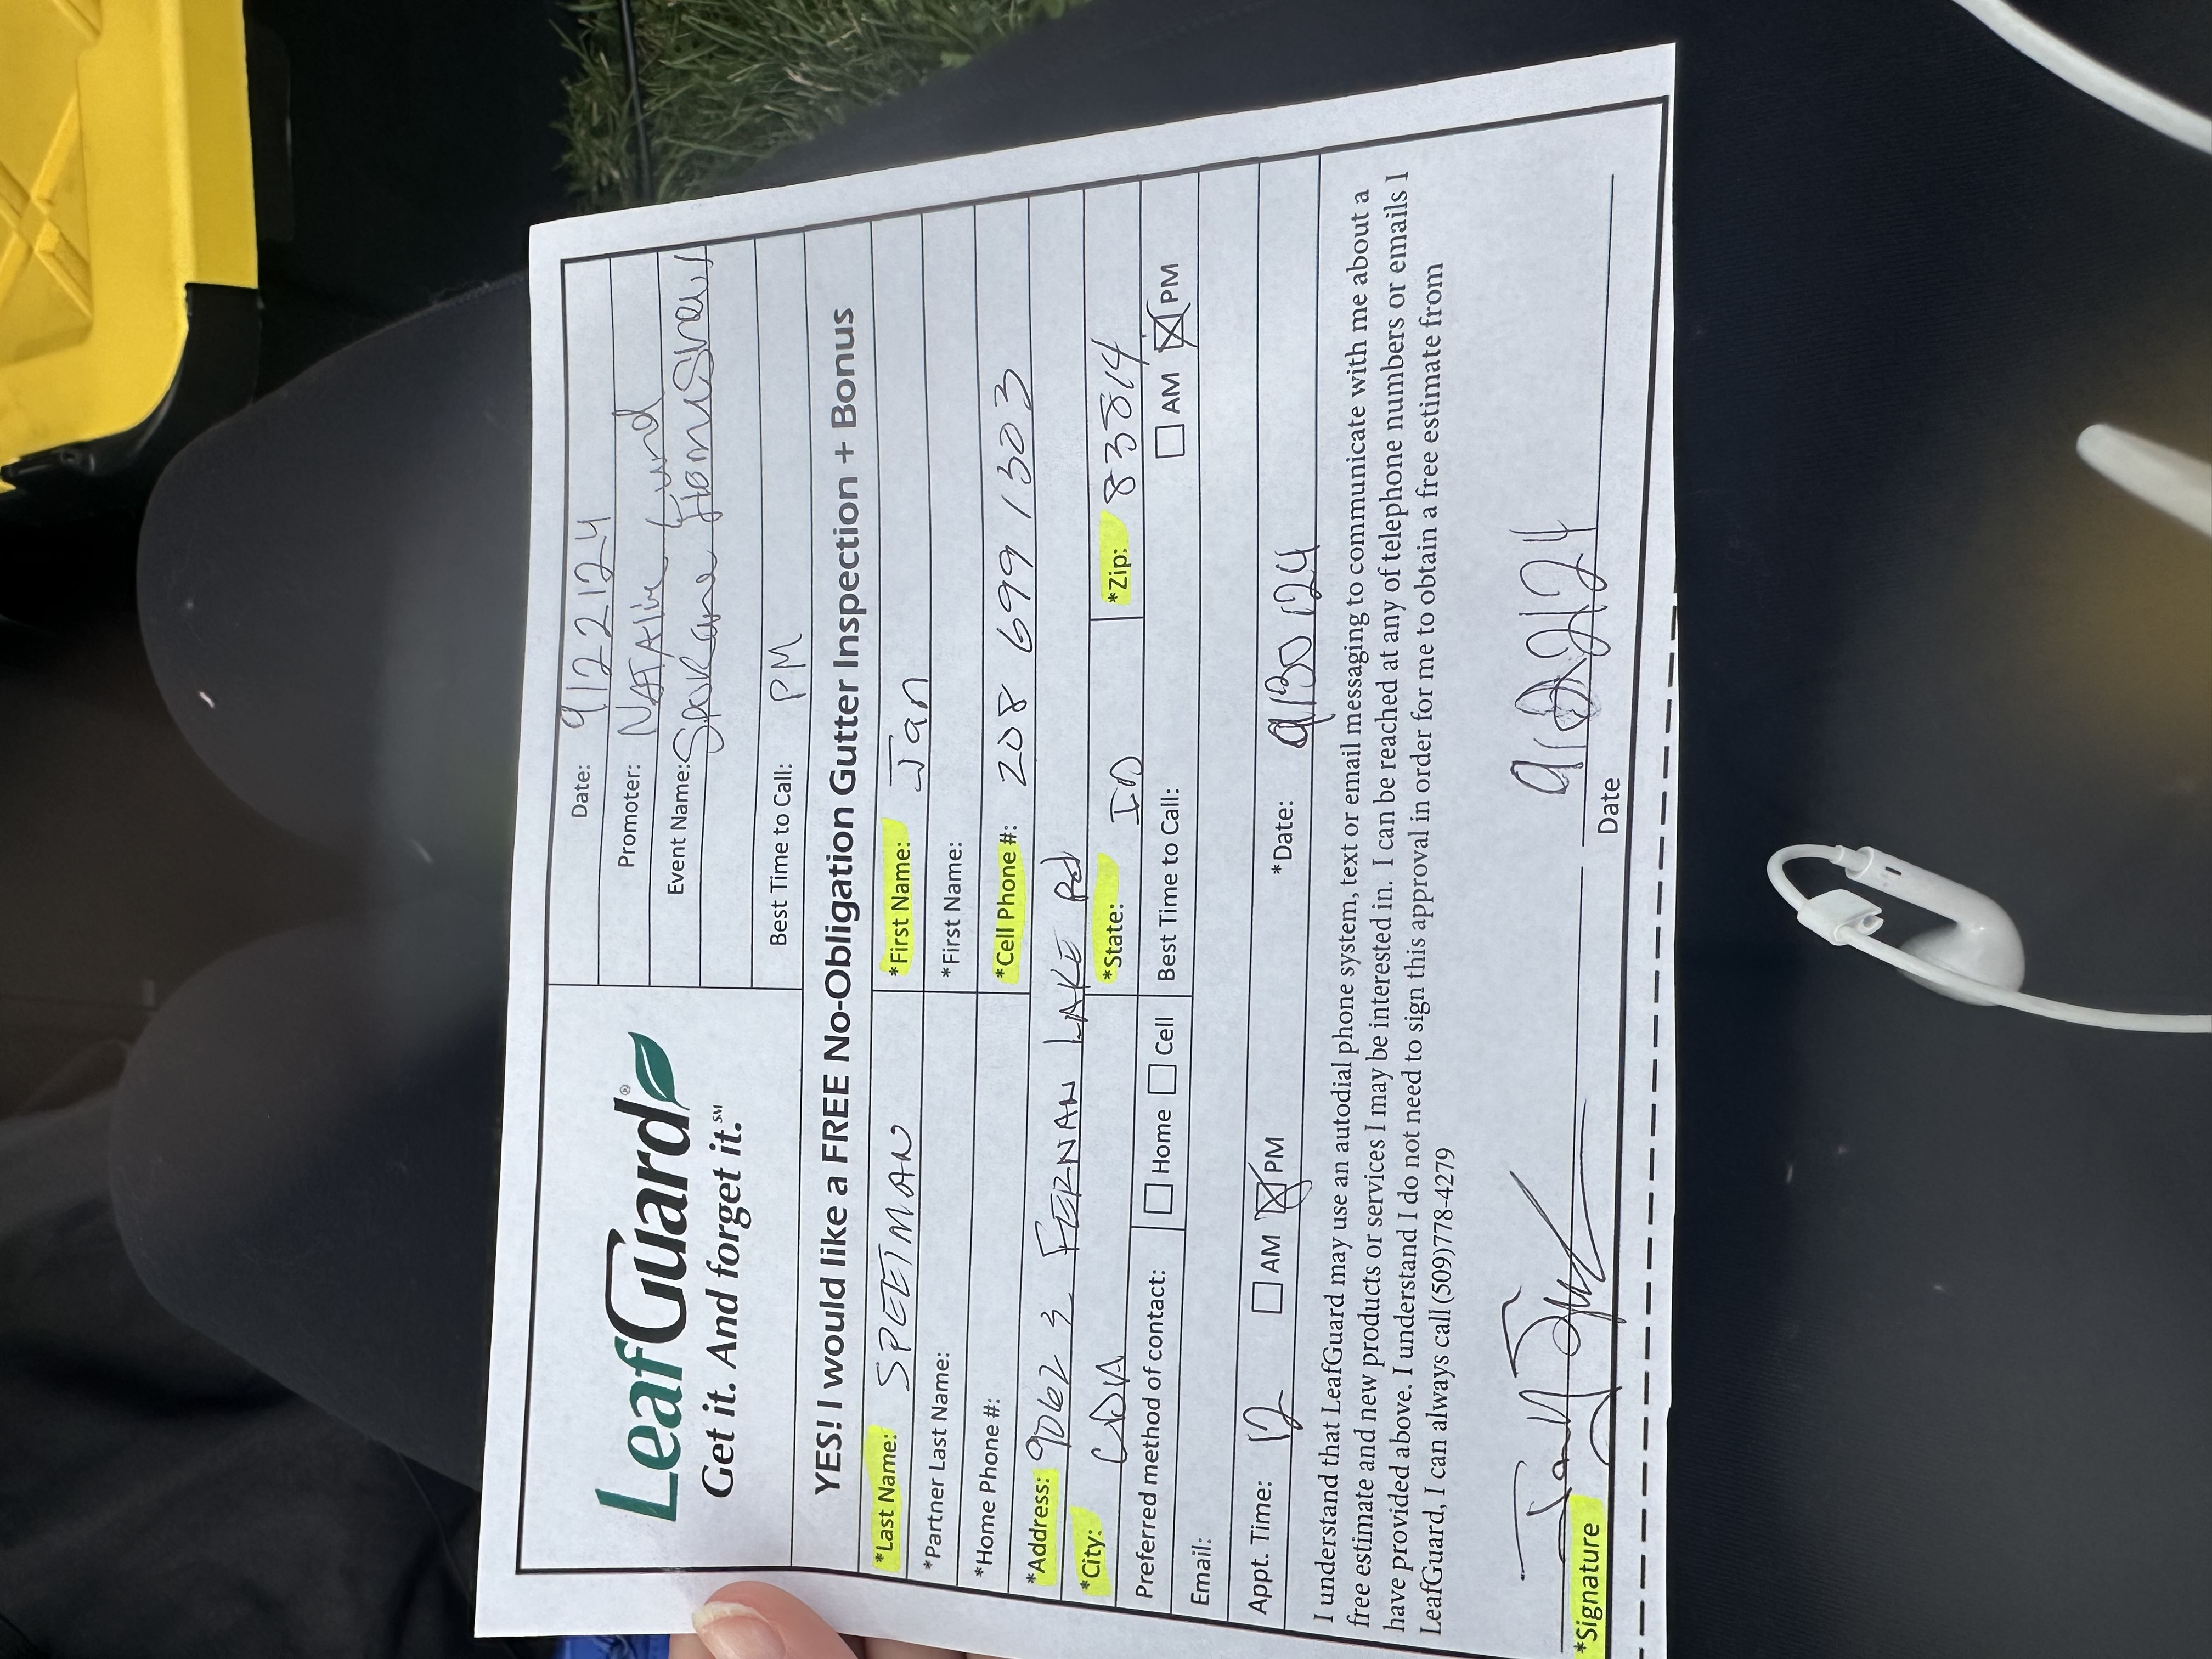 LeafGuard®
Get it. And forget it.℠
Date: 9/22/24
Promoter: NATAlie Lund
Event Name: Spokane HomeShow
Best Time to Call: PM
YES! I would like a FREE No-Obligation Gutter Inspection + Bonus
*Last Name: SPEETMAN *First Name: Jan
*Partner Last Name: *First Name:
*Home Phone #: *Cell Phone #: 208 699 1303
*Address: 9062 FERNAN LAKE Rd
*City: CDA *State: ID *Zip: 83814
Preferred method of contact: Home Cell Best Time to Call: AM PM
Email:
Appt. Time: 12 AM PM *Date: 9/30/24
I understand that LeafGuard may use an autodial phone system, text or email messaging to communicate with me about a
free estimate and new products or services I may be interested in. I can be reached at any of telephone numbers or emails I
have provided above. I understand I do not need to sign this approval in order for me to obtain a free estimate from
LeafGuard, I can always call (509)778-4279
9/22/24
*Signature Date